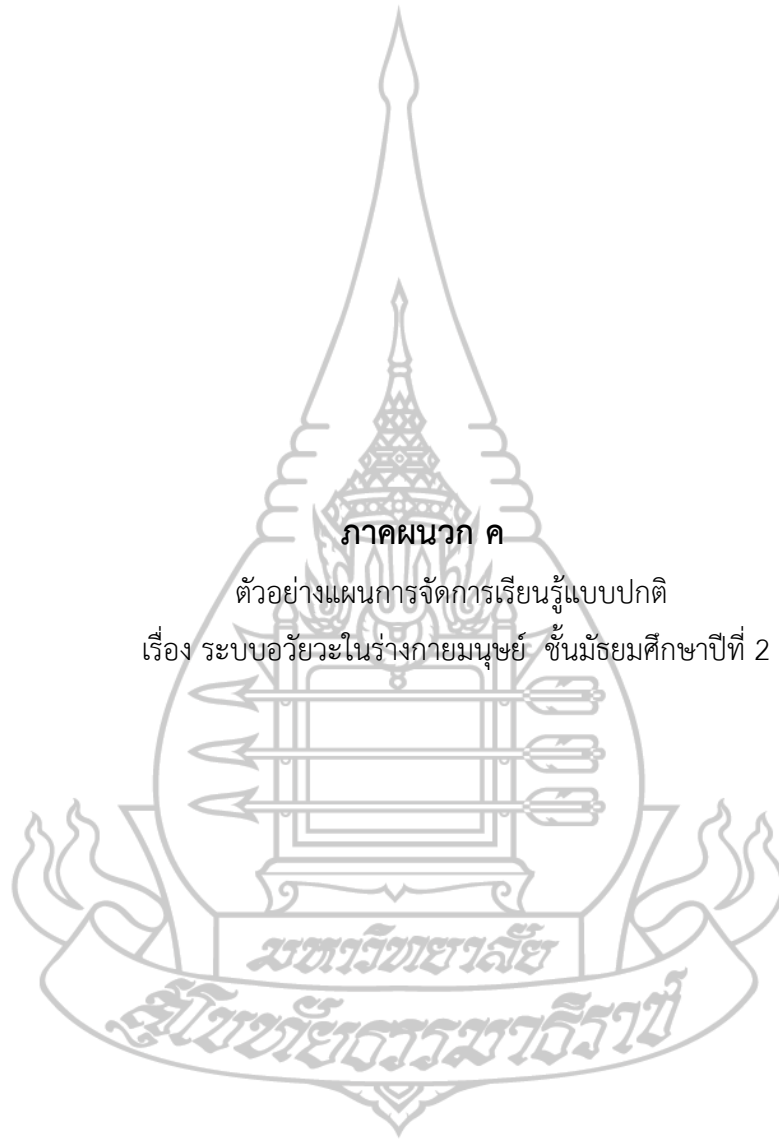 ภาคผนวก ค
ตัวอย่างแผนการจัดการเรียนรู้แบบปกติ
เรื่อง ระบบอวัยวะในร่างกายมนุษย์ ชั้นมัธยมศึกษาปีที่ 2
มหาวิทยาลัย
สุโขทัยธรรมาธิราช